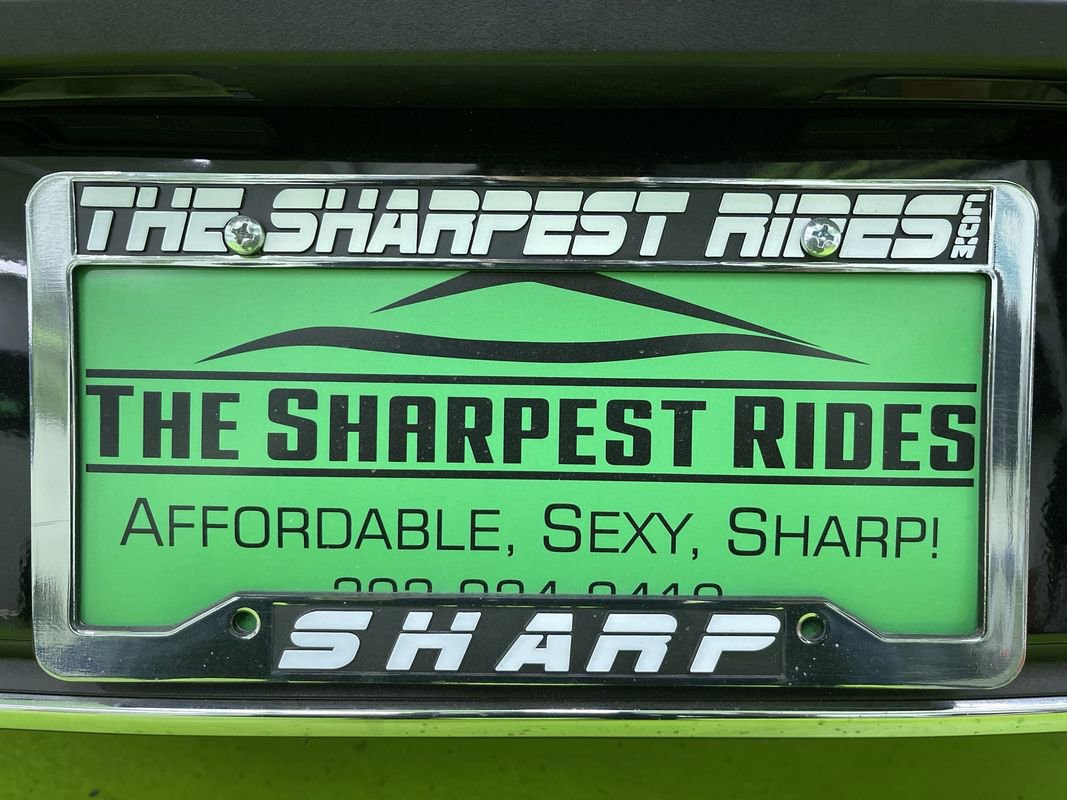 THE SHARPEST RIDES.COM
THE SHARPEST RIDES
AFFORDABLE, SEXY, SHARP!
SHARP